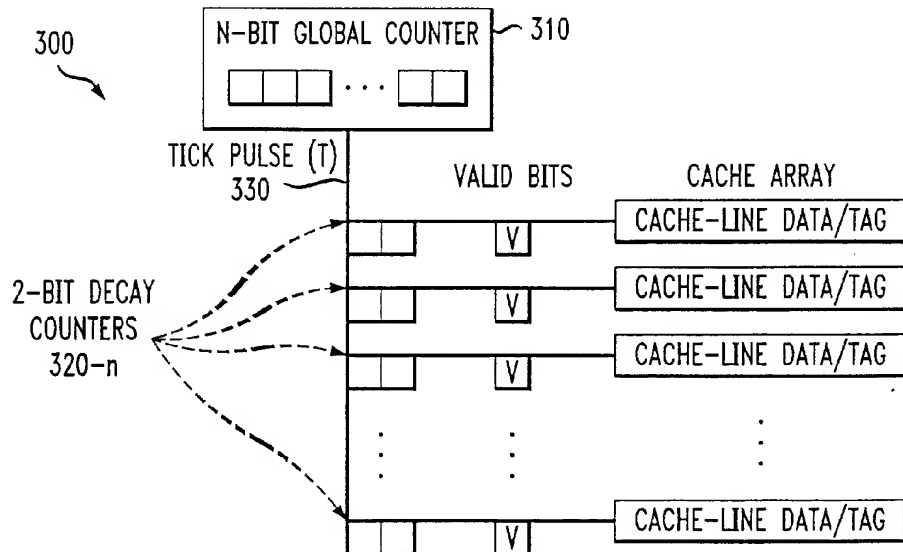 N-BIT GLOBAL COUNTER
310
300
...
TICK PULSE (T)
330
VALID BITS
CACHE ARRAY
CACHE-LINE DATA/TAG
V
CACHE-LINE DATA/TAG
V
2-BIT DECAY
COUNTERS
320-n
CACHE-LINE DATA/TAG
V
CACHE-LINE DATA/TAG
V